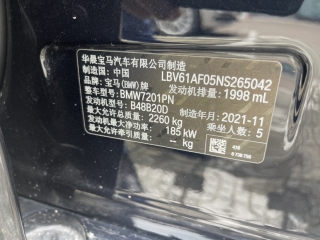 华晨宝马汽车有限公司制造
制造国：中国 LBV61AF05NS265042
品牌：宝马(BMW)牌 发动机排量：1998 mL
整车型号：BMW7201PN
发动机型号：B48B20D 制造年月：2021-11
最大允许总质量：2260 kg 乘坐人数：5
发动机最大净功率：185 kW
最大允许牵引质量：-- kg